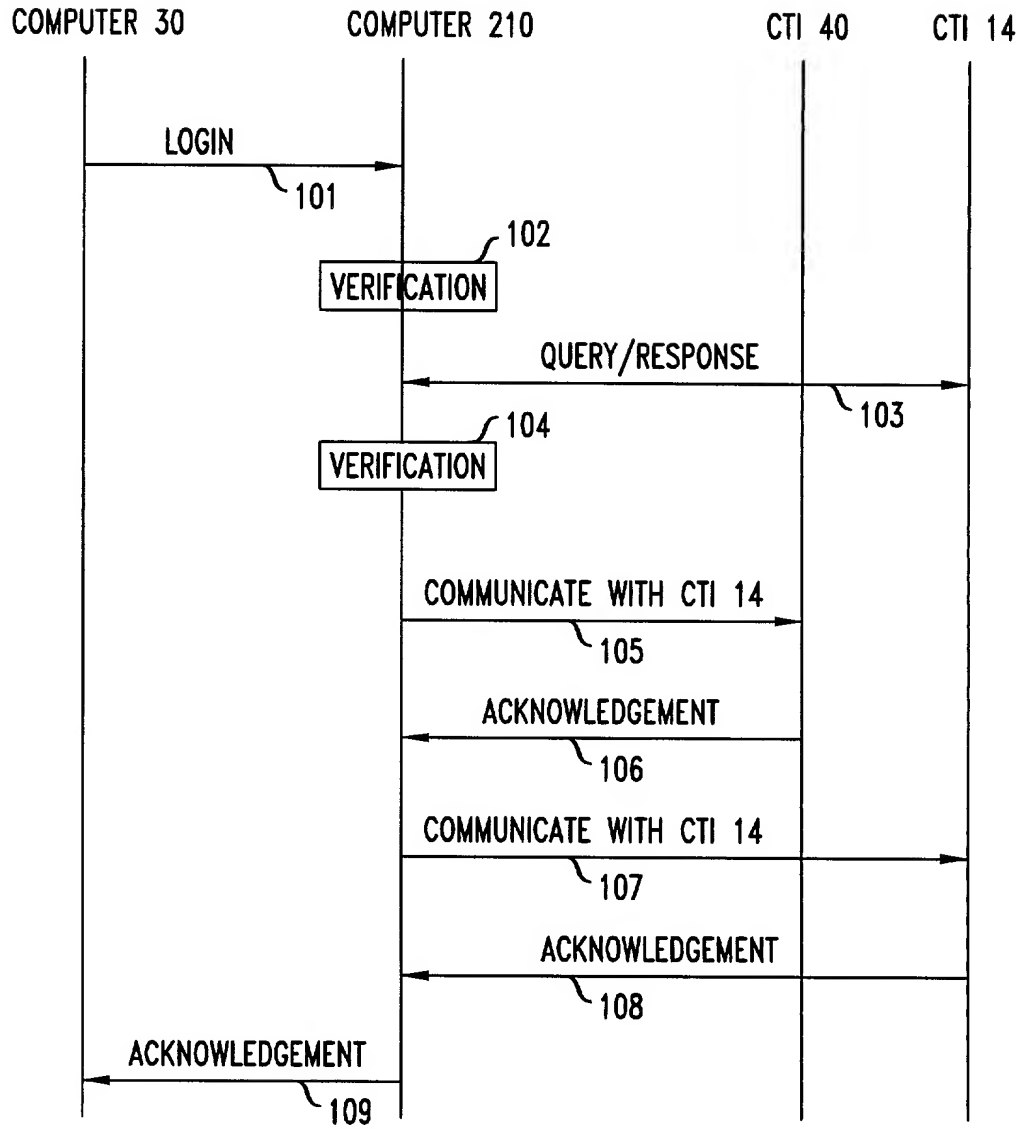 COMPUTER 30 COMPUTER 210 CTI 40 CTI 14
LOGIN
101
102
VERIFICATION
QUERY/RESPONSE
103
104
VERIFICATION
COMMUNICATE WITH CTI 14
105
ACKNOWLEDGEMENT
106
COMMUNICATE WITH CTI 14
107
ACKNOWLEDGEMENT
108
ACKNOWLEDGEMENT
109